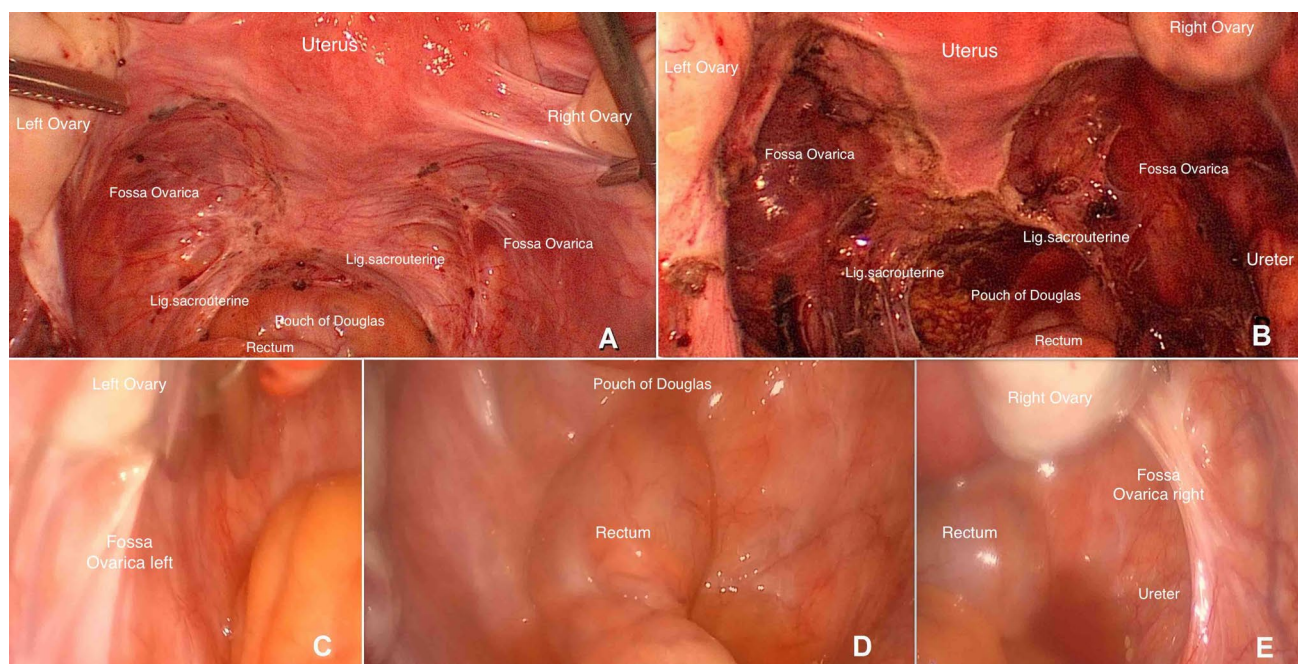 Uterus
Left Ovary
Right Ovary
Fossa Ovarica
Fossa Ovarica
Lig.sacrouterine
Lig.sacrouterine
Pouch of Douglas
Rectum
A
Right Ovary
Uterus
Left Ovary
Fossa Ovarica
Fossa Ovarica
Lig.sacrouterine
Ureter
Lig.sacrouterine
Pouch of Douglas
Rectum
B
Left Ovary
Fossa
Ovarica left
C
Pouch of Douglas
Rectum
D
Right Ovary
Fossa
Ovarica right
Rectum
Ureter
E